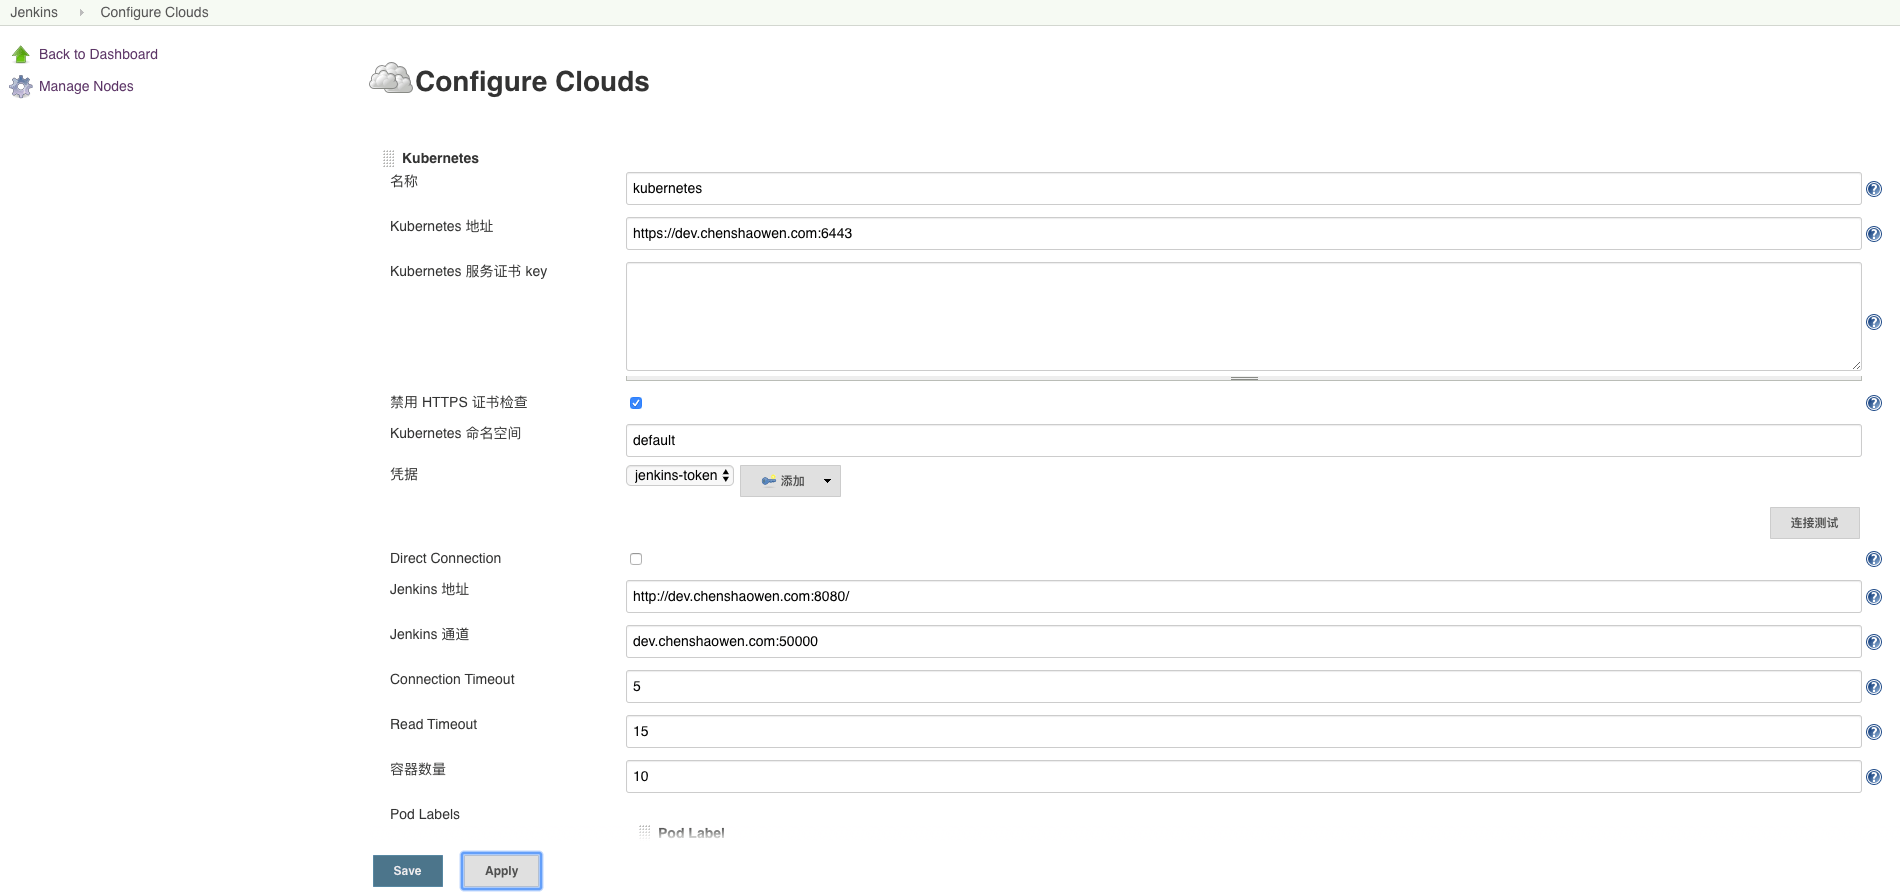 Jenkins Configure Clouds
Back to Dashboard
Manage Nodes
Configure Clouds
Kubernetes
名称
kubernetes
Kubernetes 地址
https://dev.chenshaowen.com:6443
Kubernetes 服务证书 key
禁用 HTTPS 证书检查
Kubernetes 命名空间
default
凭据
jenkins-token 添加
连接测试
Direct Connection
Jenkins 地址
http://dev.chenshaowen.com:8080/
Jenkins 通道
dev.chenshaowen.com:50000
Connection Timeout
5
Read Timeout
15
容器数量
10
Pod Labels
Pod Label
Save Apply